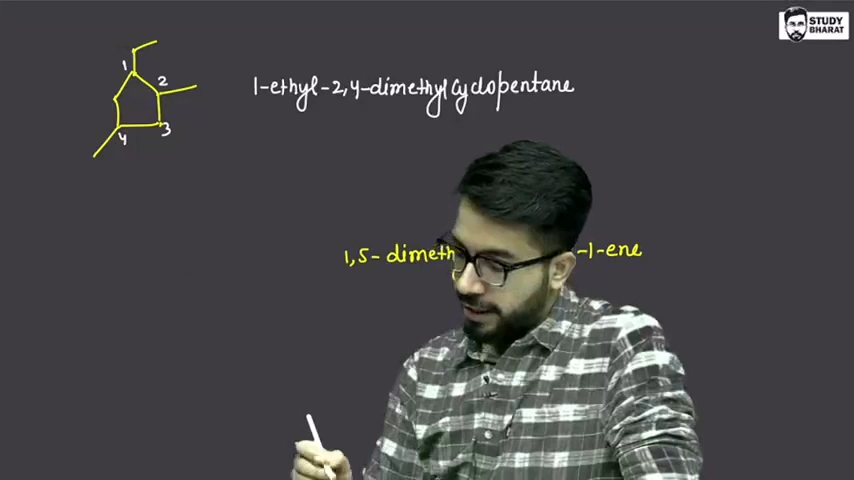 STUDY
BHARAT
1
2
3
4
1-ethyl-2,4-dimethylcyclopentane
1,5-dimeth -1-ene